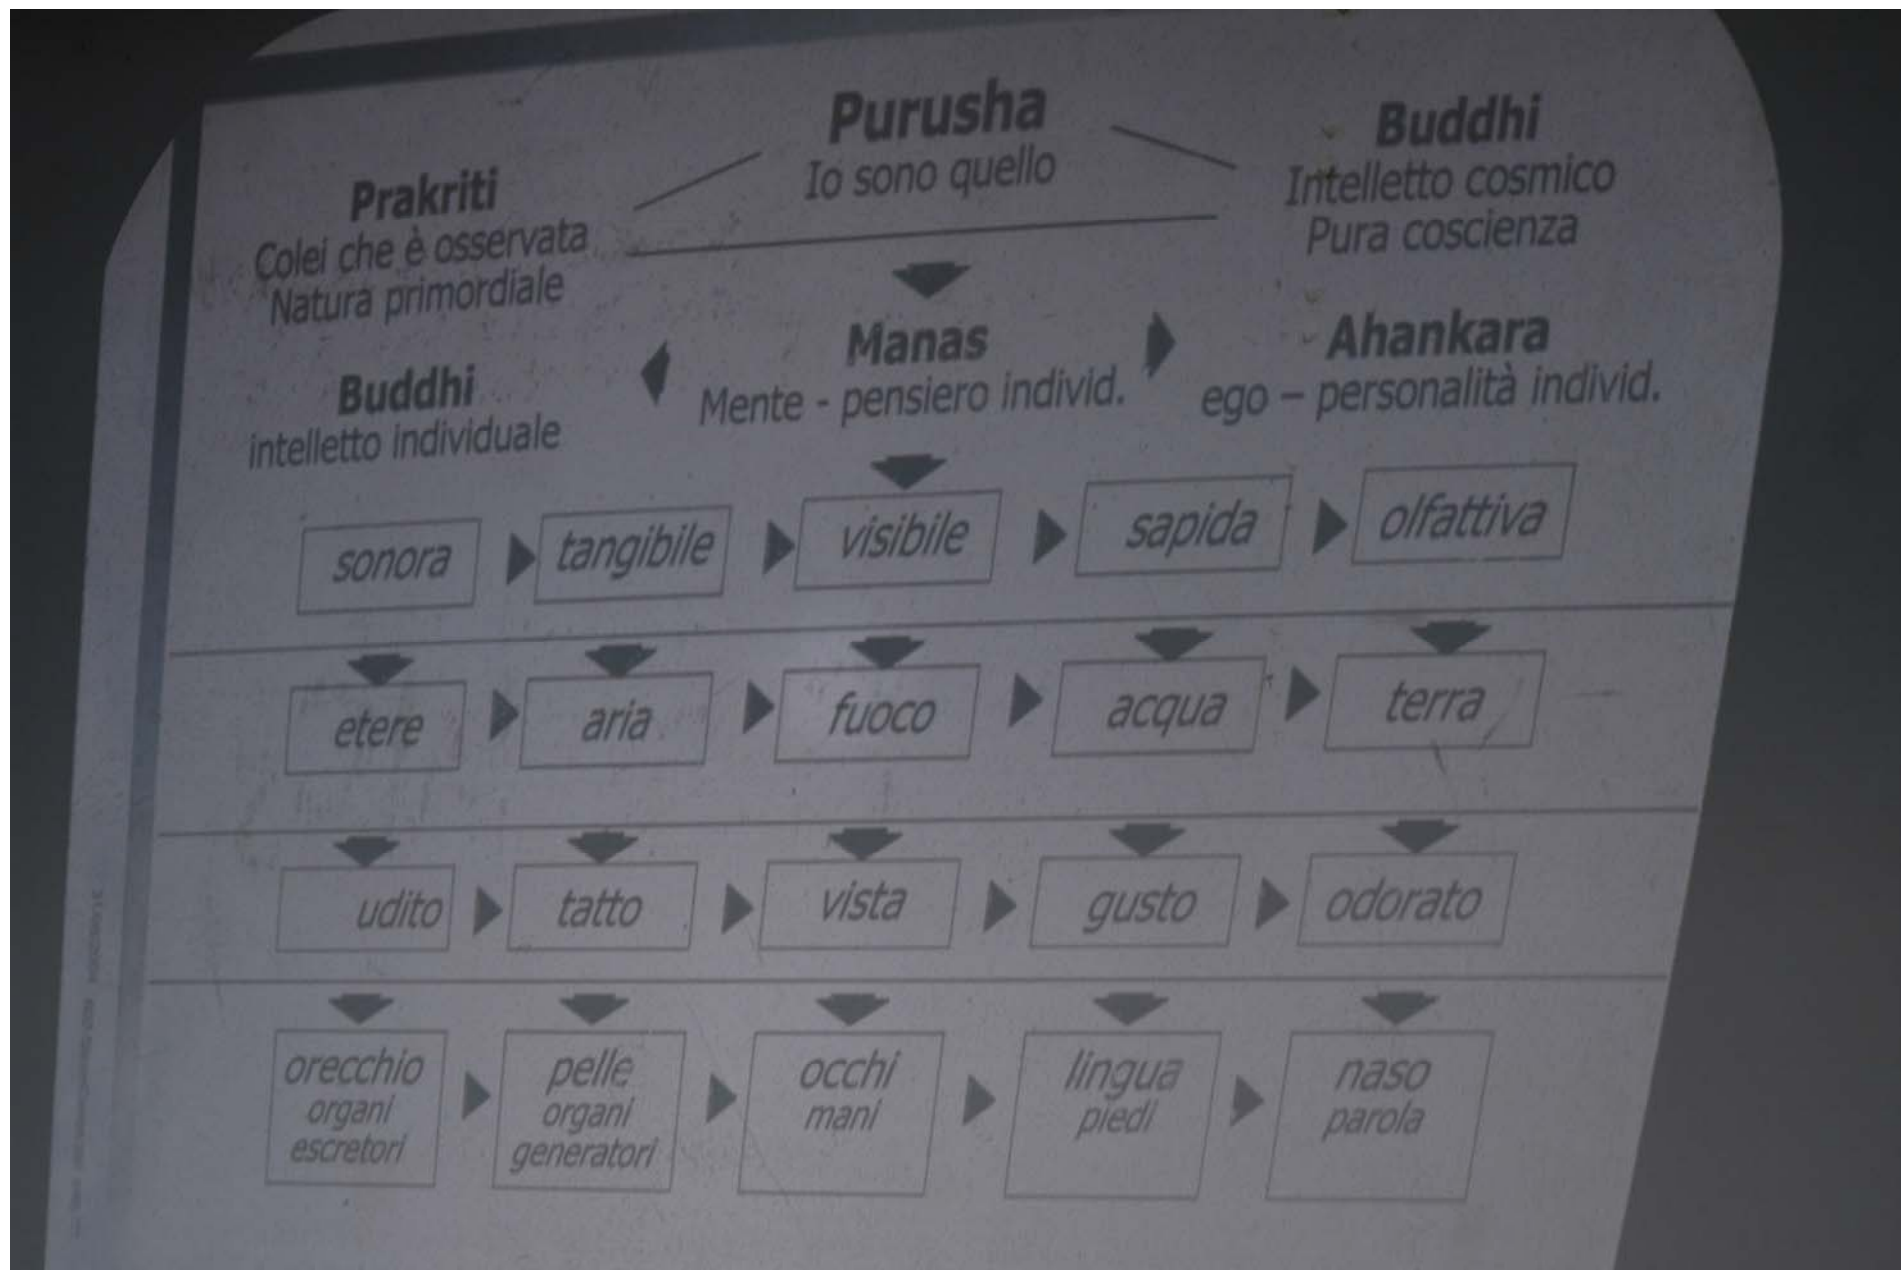 Purusha
Io sono quello
Prakriti
Colei che è osservata
Natura primordiale
Buddhi
Intelletto cosmico
Pura coscienza
Buddhi
intelletto individuale
Manas
Mente - pensiero individ.
Ahankara
ego – personalità individ.
sonora
tangibile
visibile
sapida
olfattiva
etere
aria
fuoco
acqua
terra
udito
tatto
vista
gusto
odorato
orecchio
organi
escretori
pelle
organi
generatori
occhi
mani
lingua
piedi
naso
parola